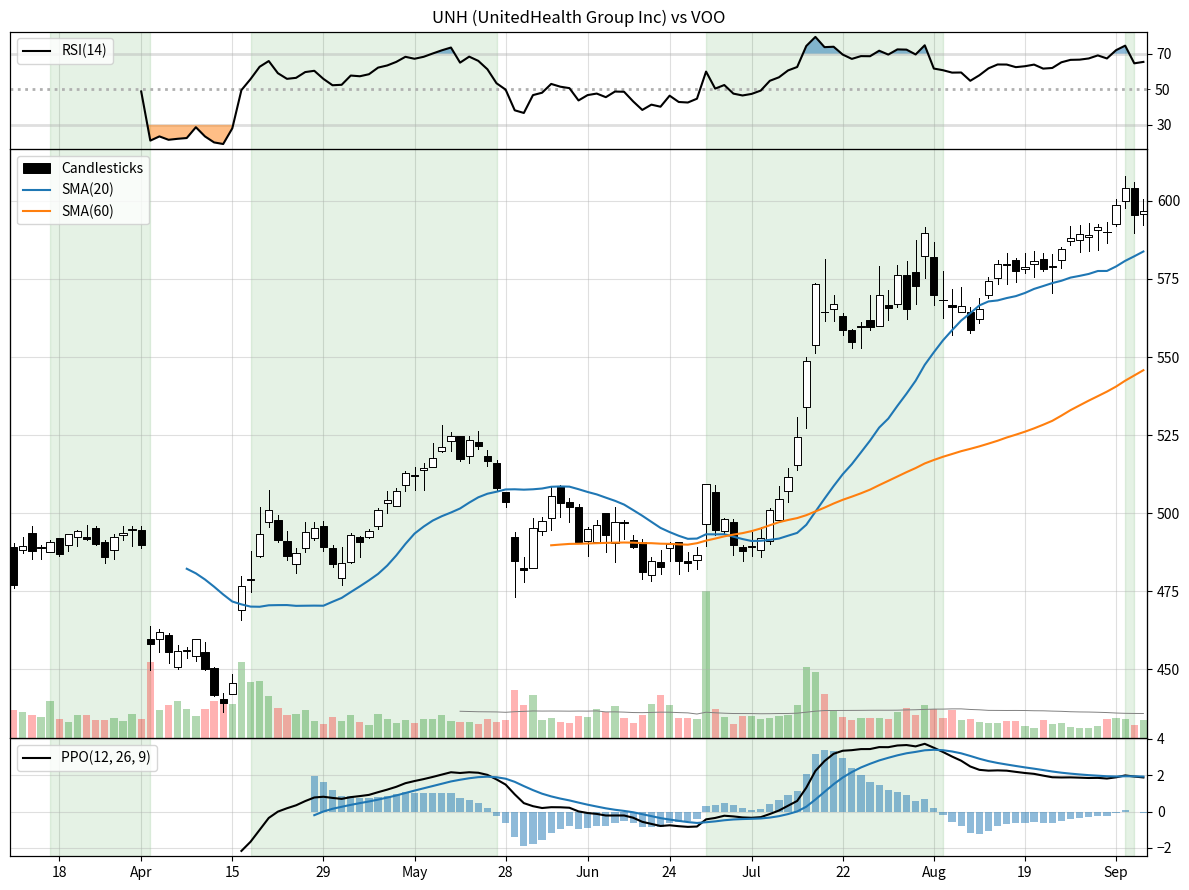 UNH (UnitedHealth Group Inc) vs VOO
RSI(14)
70
50
30
Candlesticks
SMA(20)
SMA(60)
600
575
550
525
500
475
450
PPO(12, 26, 9)
4
2
0
−2
18 Apr 15 29 May 28 Jun 24 Jul 22 Aug 19 Sep